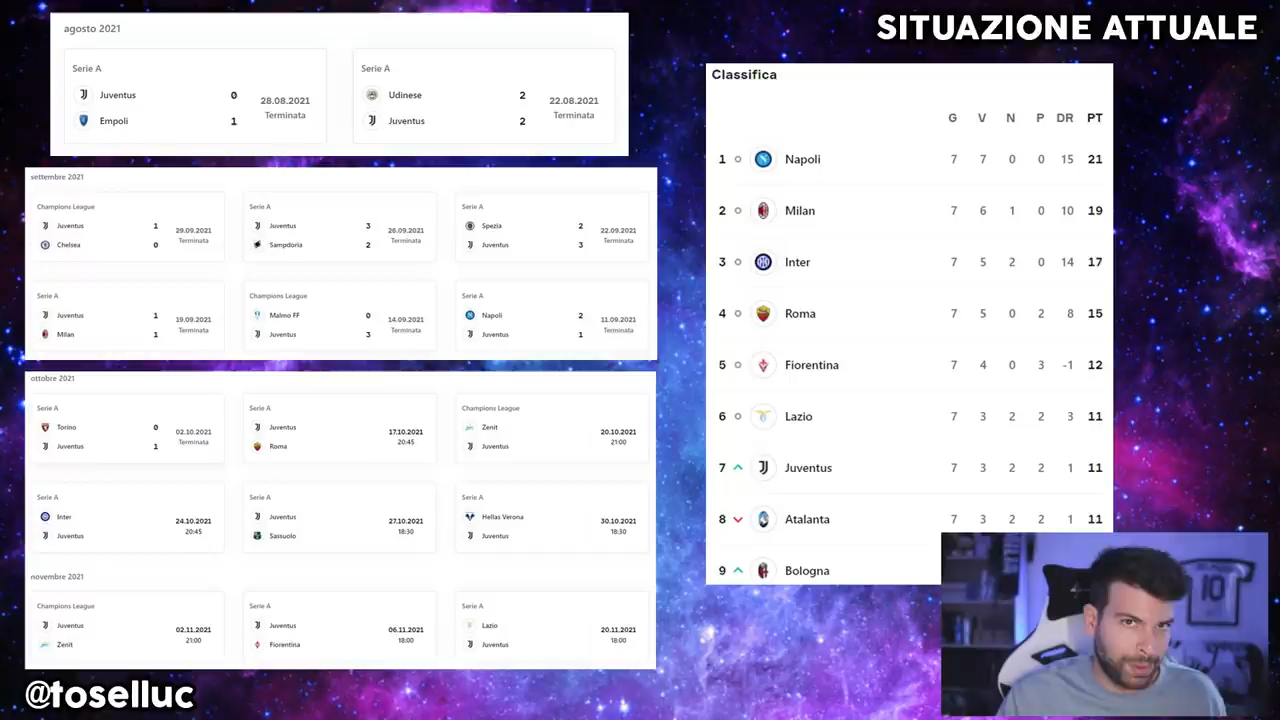 SITUAZIONE ATTUALE
agosto 2021
Serie A
Juventus 0
Empoli 1
28.08.2021
Terminata
Serie A
Udinese 2
Juventus 2
22.08.2021
Terminata
settembre 2021
Champions League
Juventus 1
Chelsea 0
29.09.2021
Terminata
Serie A
Juventus 3
Sampdoria 2
26.09.2021
Terminata
Serie A
Spezia 2
Juventus 3
22.09.2021
Terminata
Serie A
Juventus 1
Milan 1
19.09.2021
Terminata
Champions League
Malmo FF 0
Juventus 3
14.09.2021
Terminata
Serie A
Napoli 2
Juventus 1
11.09.2021
Terminata
ottobre 2021
Serie A
Torino 0
Juventus 1
02.10.2021
Terminata
Serie A
Juventus
Roma
17.10.2021
20:45
Champions League
Zenit
Juventus
20.10.2021
21:00
Serie A
Inter
Juventus
24.10.2021
20:45
Serie A
Juventus
Sassuolo
27.10.2021
18:30
Serie A
Hellas Verona
Juventus
30.10.2021
18:30
novembre 2021
Champions League
Juventus
Zenit
02.11.2021
21:00
Serie A
Juventus
Fiorentina
06.11.2021
18:00
Serie A
Lazio
Juventus
20.11.2021
18:00
Classifica
G V N P DR PT
1 Napoli 7 7 0 0 15 21
2 Milan 7 6 1 0 10 19
3 Inter 7 5 2 0 14 17
4 Roma 7 5 0 2 8 15
5 Fiorentina 7 4 0 3 -1 12
6 Lazio 7 3 2 2 3 11
7 Juventus 7 3 2 2 1 11
8 Atalanta 7 3 2 2 1 11
9 Bologna
10
@toselluc